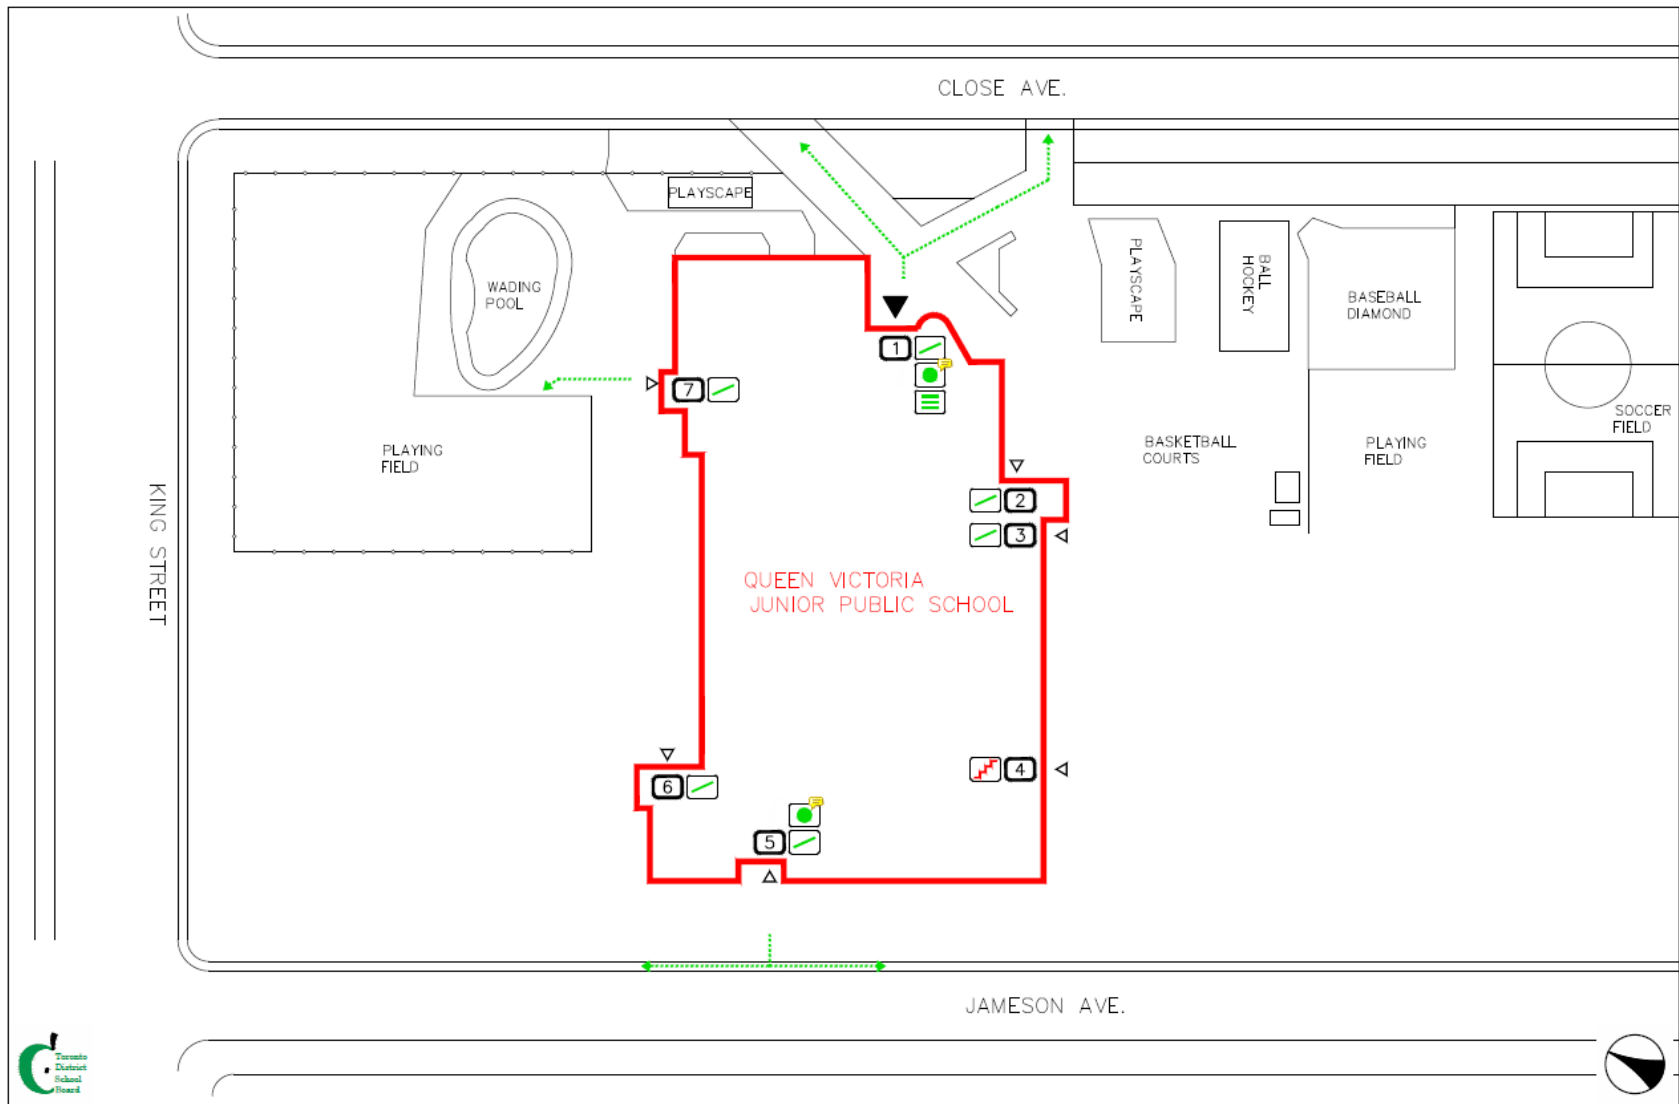 CLOSE AVE.
PLAYSCAPE
WADING
POOL
PLAYSCAPE
BALL
HOCKEY
BASEBALL
DIAMOND
1
7
SOCCER
FIELD
PLAYING
FIELD
BASKETBALL
COURTS
PLAYING
FIELD
2
3
KING STREET
QUEEN VICTORIA
JUNIOR PUBLIC SCHOOL
4
6
5
JAMESON AVE.
Toronto
District
School
Board